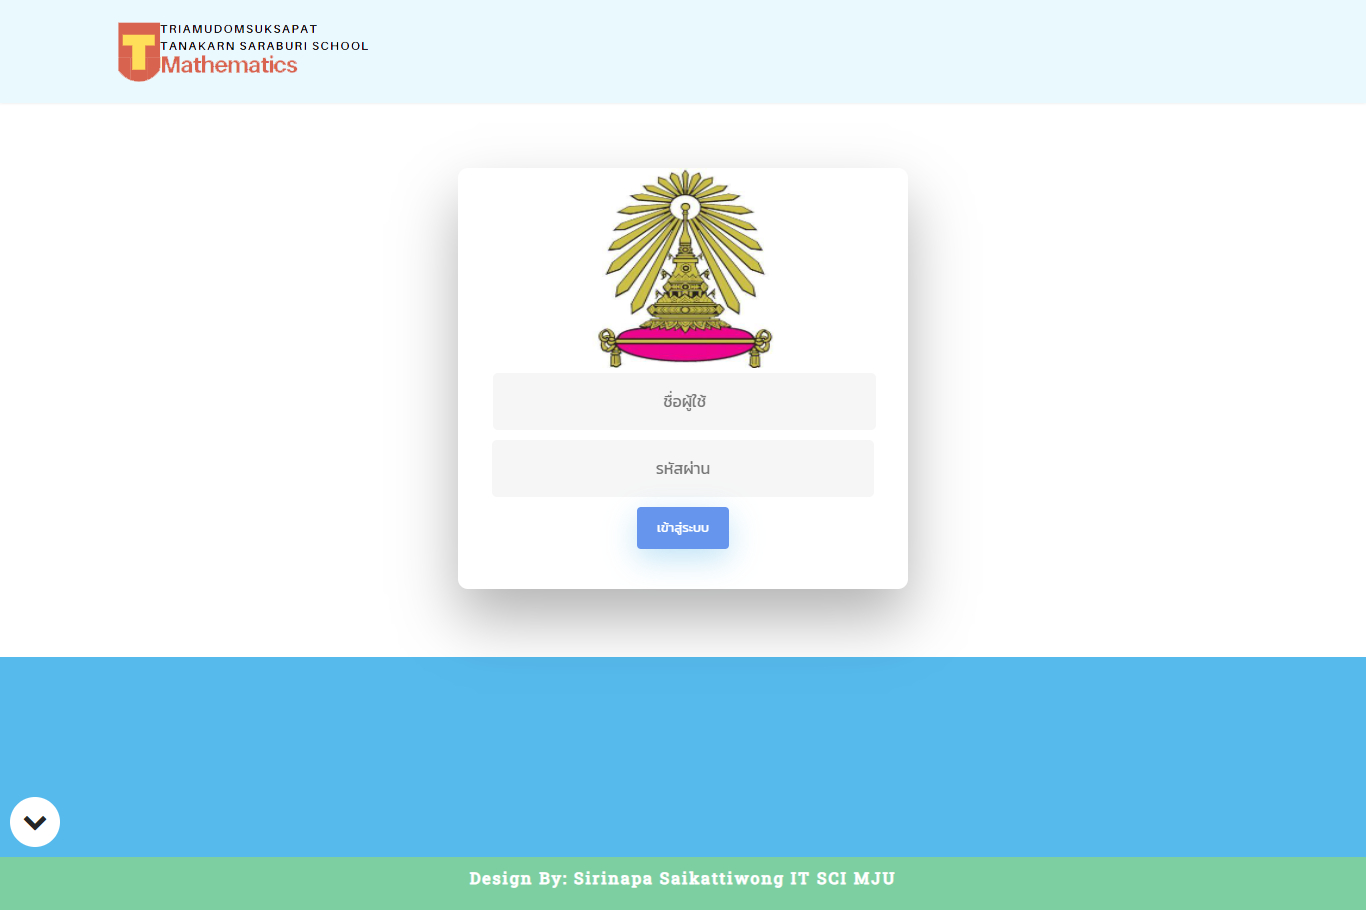 TRIAMUDOMSUKSAPAT
TANAKARN SARABURI SCHOOL
T
Mathematics
ชื่อผู้ใช้
รหัสผ่าน
เข้าสู่ระบบ
Design By: Sirinapa Saikattiwong IT SCI MJU